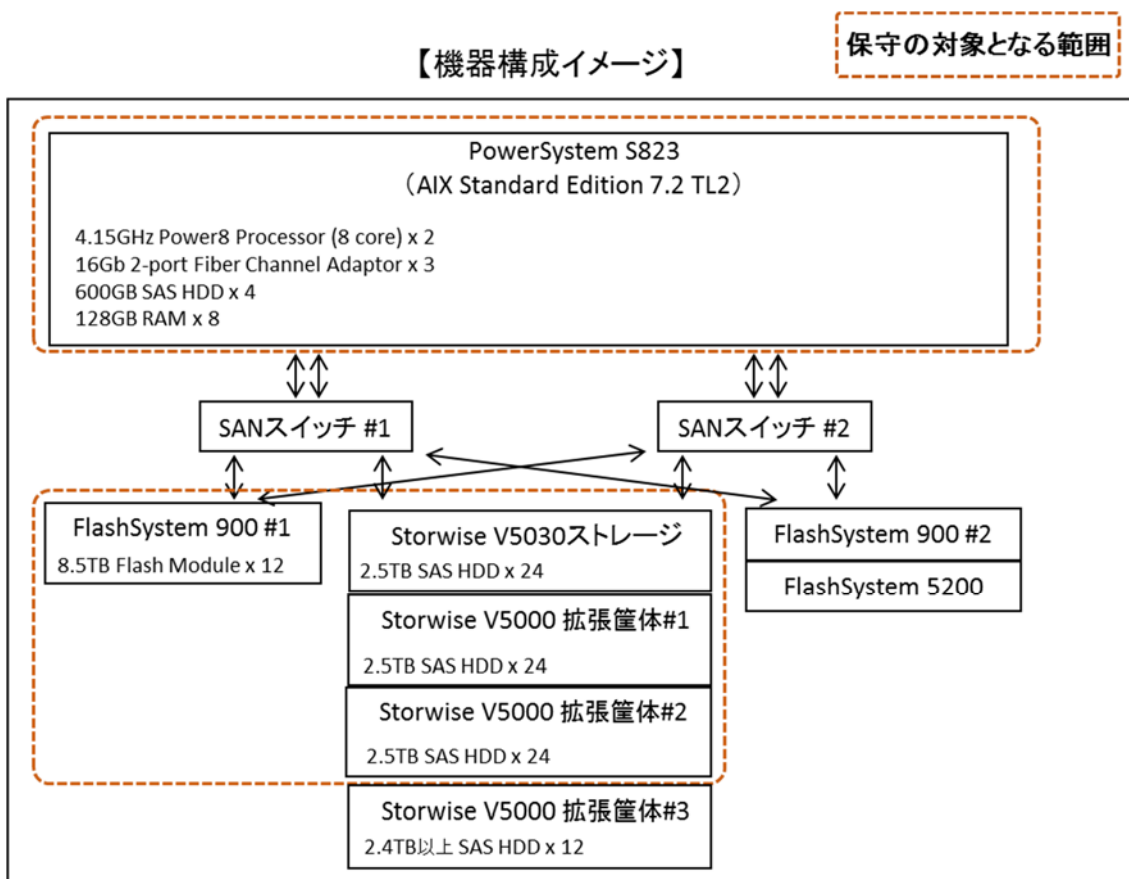 保守の対象となる範囲
【機器構成イメージ】
PowerSystem S823
（AIX Standard Edition 7.2 TL2）
4.15GHz Power8 Processor (8 core) x 2
16Gb 2-port Fiber Channel Adaptor x 3
600GB SAS HDD x 4
128GB RAM x 8
SANスイッチ #1
SANスイッチ #2
FlashSystem 900 #1
8.5TB Flash Module x 12
Storwise V5030ストレージ
2.5TB SAS HDD x 24
Storwise V5000 拡張筐体#1
2.5TB SAS HDD x 24
Storwise V5000 拡張筐体#2
2.5TB SAS HDD x 24
Storwise V5000 拡張筐体#3
2.4TB以上 SAS HDD x 12
FlashSystem 900 #2
FlashSystem 5200